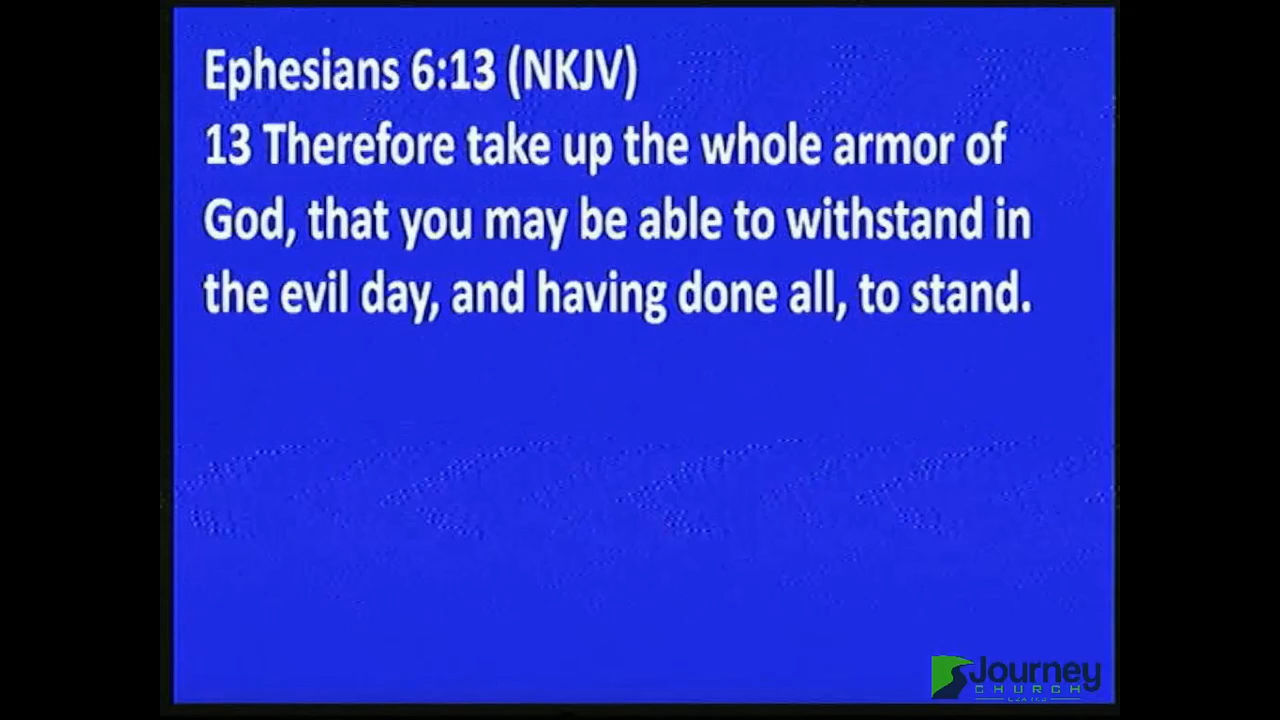 Ephesians 6:13 (NKJV)
13 Therefore take up the whole armor of
God, that you may be able to withstand in
the evil day, and having done all, to stand.
Journey
CHURCH